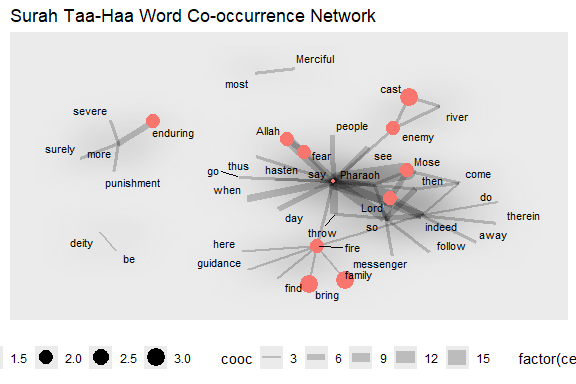 Surah Taa-Haa Word Co-occurrence Network
Merciful
most
cast
severe
river
enduring
Allah
people
enemy
surely
more
fear
see
thus
hasten
Mose
go
say
Pharaoh
come
punishment
then
when
Lord
do
day
therein
throw
so
indeed
deity
here
fire
away
be
follow
guidance
messenger
family
find
bring
1.5 2.0 2.5 3.0 cooc 3 6 9 12 15 factor(ce